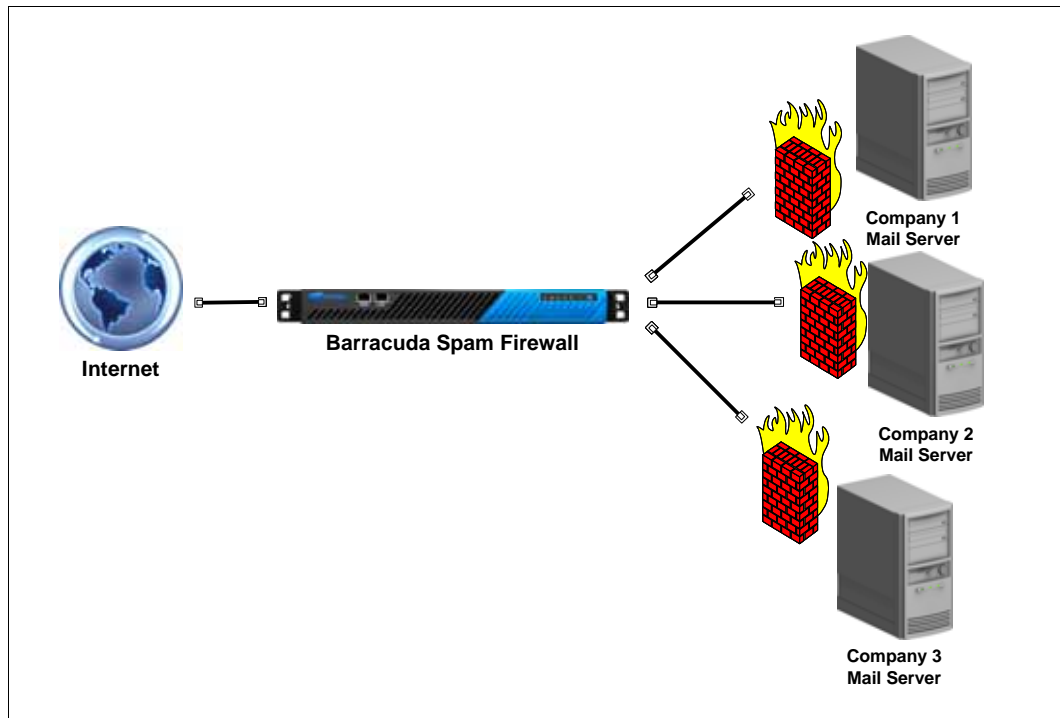 Internet
Barracuda Spam Firewall
Company 1
Mail Server
Company 2
Mail Server
Company 3
Mail Server